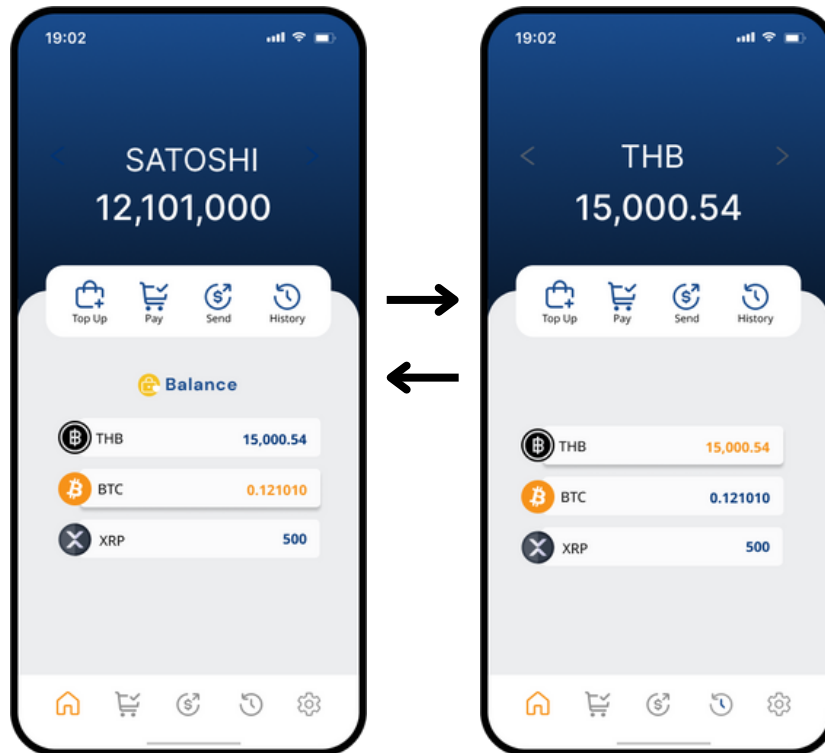 19:02
SATOSHI
12,101,000
Top Up Pay Send History
Balance
THB 15,000.54
BTC 0.121010
XRP 500
19:02
THB
15,000.54
Top Up Pay Send History
THB 15,000.54
BTC 0.121010
XRP 500